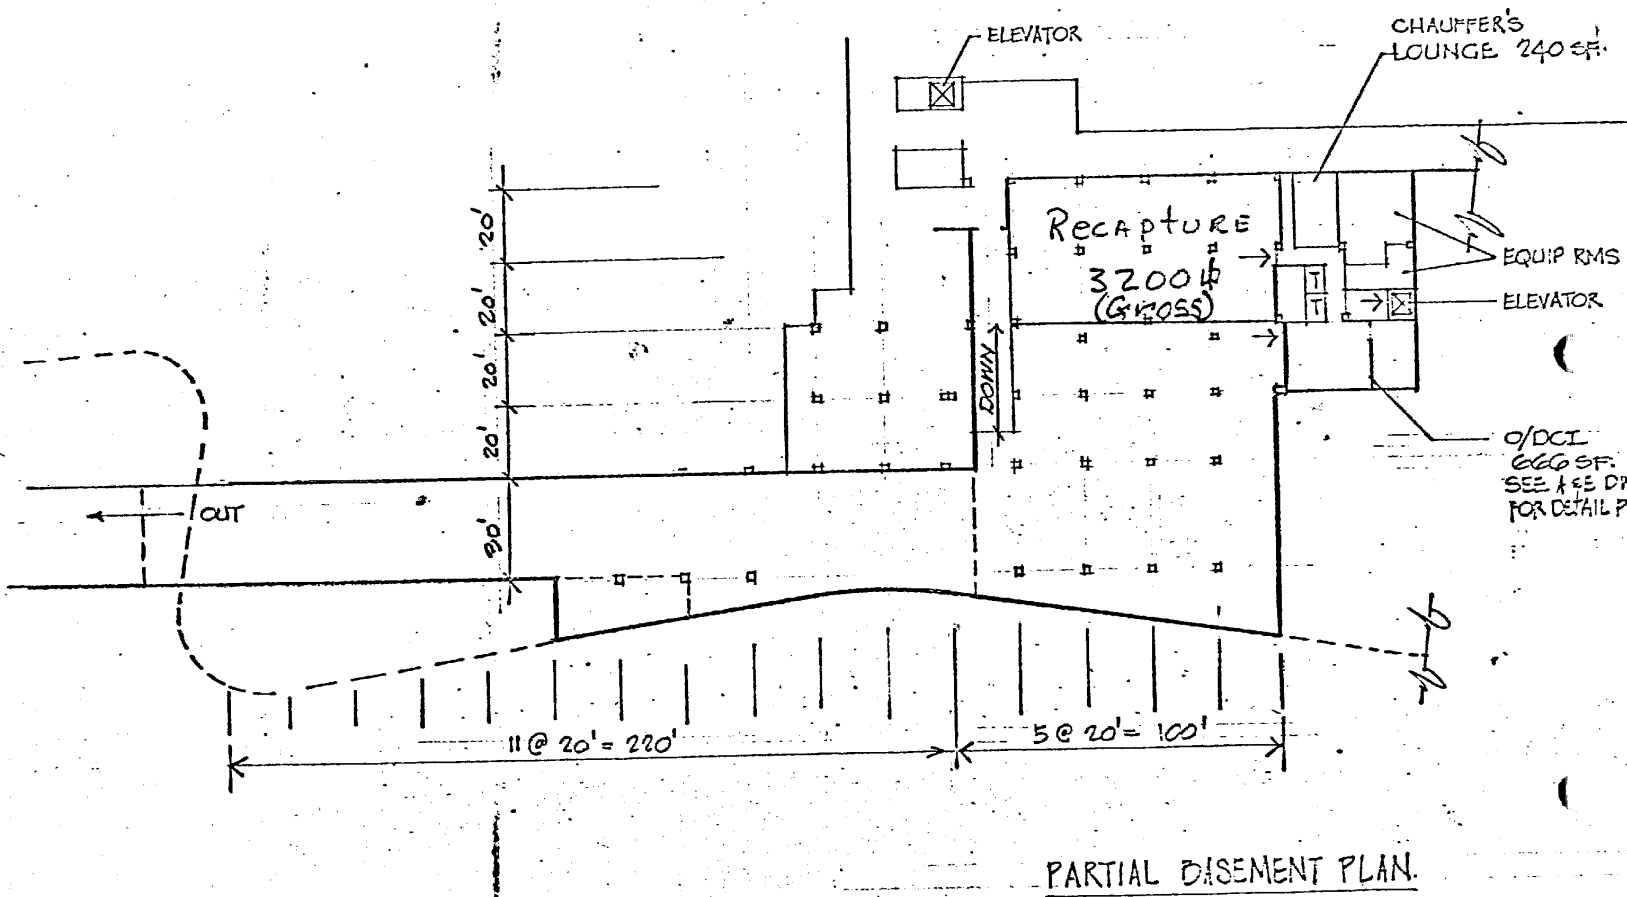 ELEVATOR
CHAUFFER'S
LOUNGE 240 SF.
Recapture
3200
(Gross)
EQUIP RMS
ELEVATOR
T
T
DOWN
20'
20'
20'
20'
30'
OUT
O/DCI
666 SF.
SEE A&E
FOR DETAIL P
11 @ 20' = 220'
5 @ 20' = 100'
PARTIAL BASEMENT PLAN.